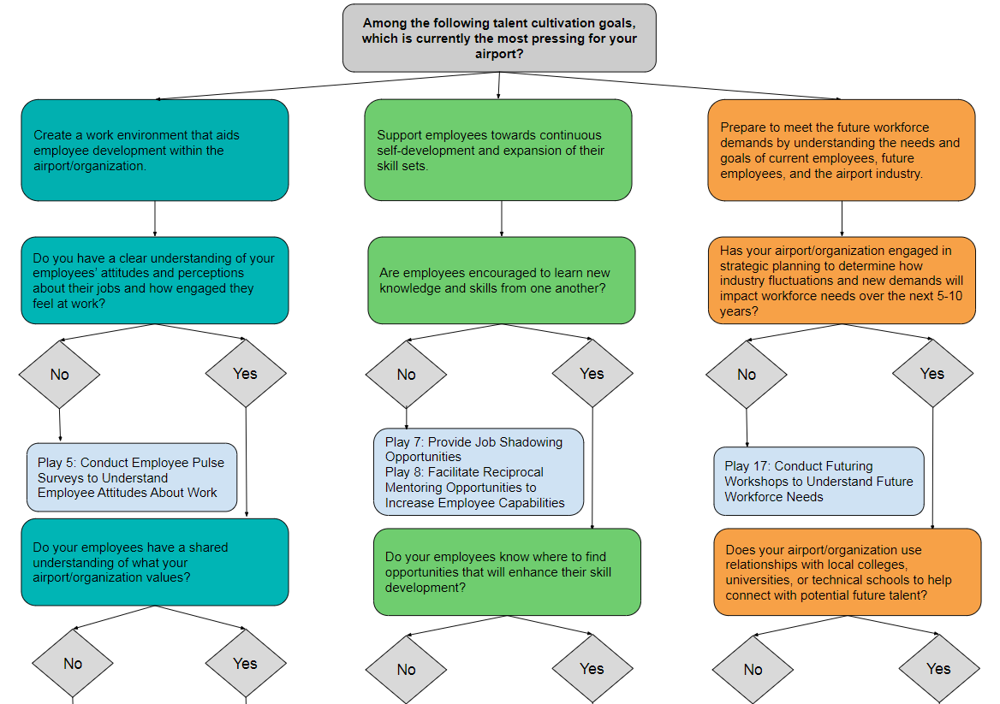 Among the following talent cultivation goals,
which is currently the most pressing for your
airport?
Create a work environment that aids
employee development within the
airport/organization.
Support employees towards continuous
self-development and expansion of their
skill sets.
Prepare to meet the future workforce
demands by understanding the needs and
goals of current employees, future
employees, and the airport industry.
Do you have a clear understanding of your
employees’ attitudes and perceptions
about their jobs and how engaged they
feel at work?
Are employees encouraged to learn new
knowledge and skills from one another?
Has your airport/organization engaged in
strategic planning to determine how
industry fluctuations and new demands will
impact workforce needs over the next 5-10
years?
No
Yes
No
Yes
No
Yes
Play 5: Conduct Employee Pulse
Surveys to Understand
Employee Attitudes About Work
Play 7: Provide Job Shadowing
Opportunities
Play 8: Facilitate Reciprocal
Mentoring Opportunities to
Increase Employee Capabilities
Play 17: Conduct Futuring
Workshops to Understand Future
Workforce Needs
Do your employees have a shared
understanding of what your
airport/organization values?
Do your employees know where to find
opportunities that will enhance their skill
development?
Does your airport/organization use
relationships with local colleges,
universities, or technical schools to help
connect with potential future talent?
No
Yes
No
Yes
No
Yes